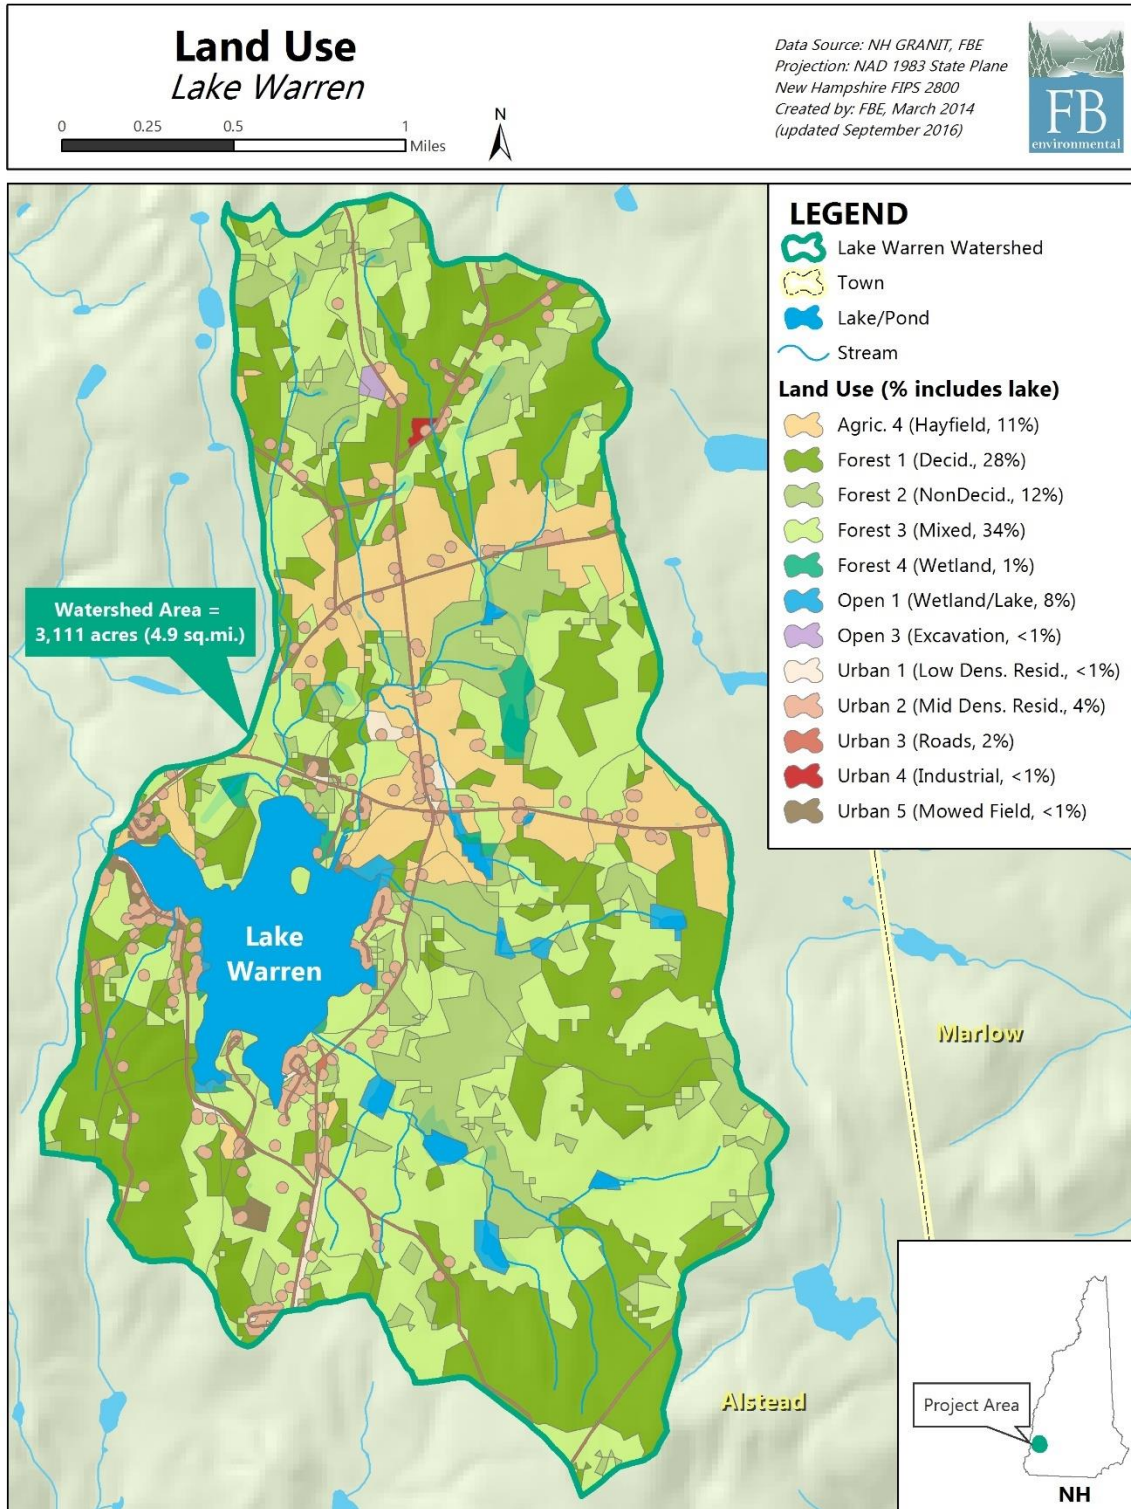 Land Use
Lake Warren
0 0.25 0.5 1
Miles
N
Data Source: NH GRANIT, FBE
Projection: NAD 1983 State Plane
New Hampshire FIPS 2800
Created by: FBE, March 2014
(updated September 2016)
FB
environmental
LEGEND
Lake Warren Watershed
Town
Lake/Pond
Stream
Land Use (% includes lake)
Agric. 4 (Hayfield, 11%)
Forest 1 (Decid., 28%)
Forest 2 (NonDecid., 12%)
Forest 3 (Mixed, 34%)
Forest 4 (Wetland, 1%)
Open 1 (Wetland/Lake, 8%)
Open 3 (Excavation, <1%)
Urban 1 (Low Dens. Resid., <1%)
Urban 2 (Mid Dens. Resid., 4%)
Urban 3 (Roads, 2%)
Urban 4 (Industrial, <1%)
Urban 5 (Mowed Field, <1%)
Watershed Area =
3,111 acres (4.9 sq.mi.)
Lake
Warren
Marlow
Alstead
Project Area
NH